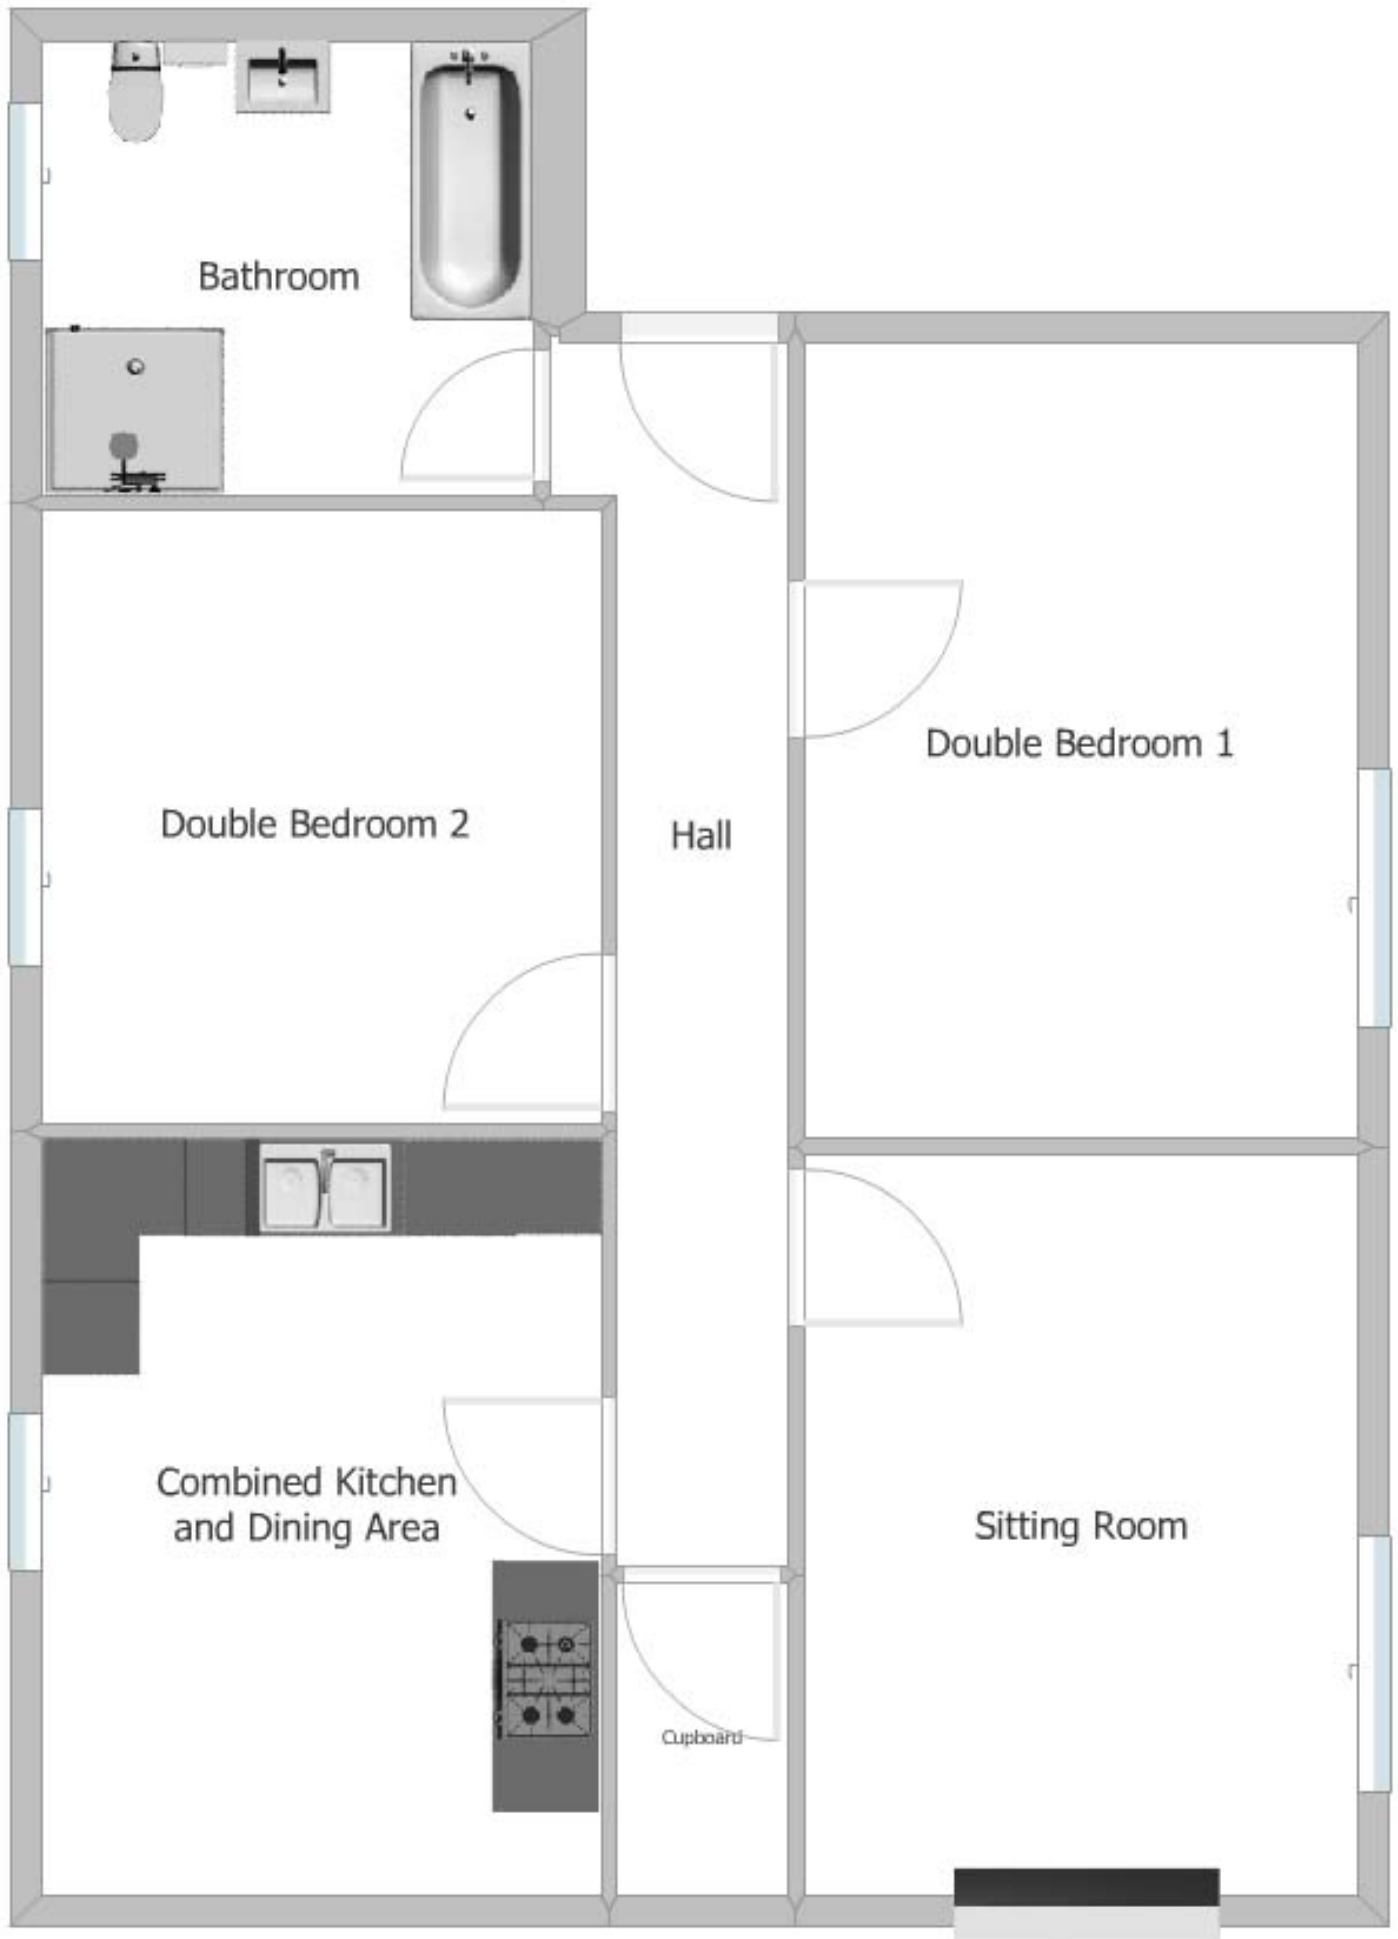 Bathroom
Double Bedroom 1
Double Bedroom 2
Hall
Combined Kitchen
and Dining Area
Sitting Room
Cupboard